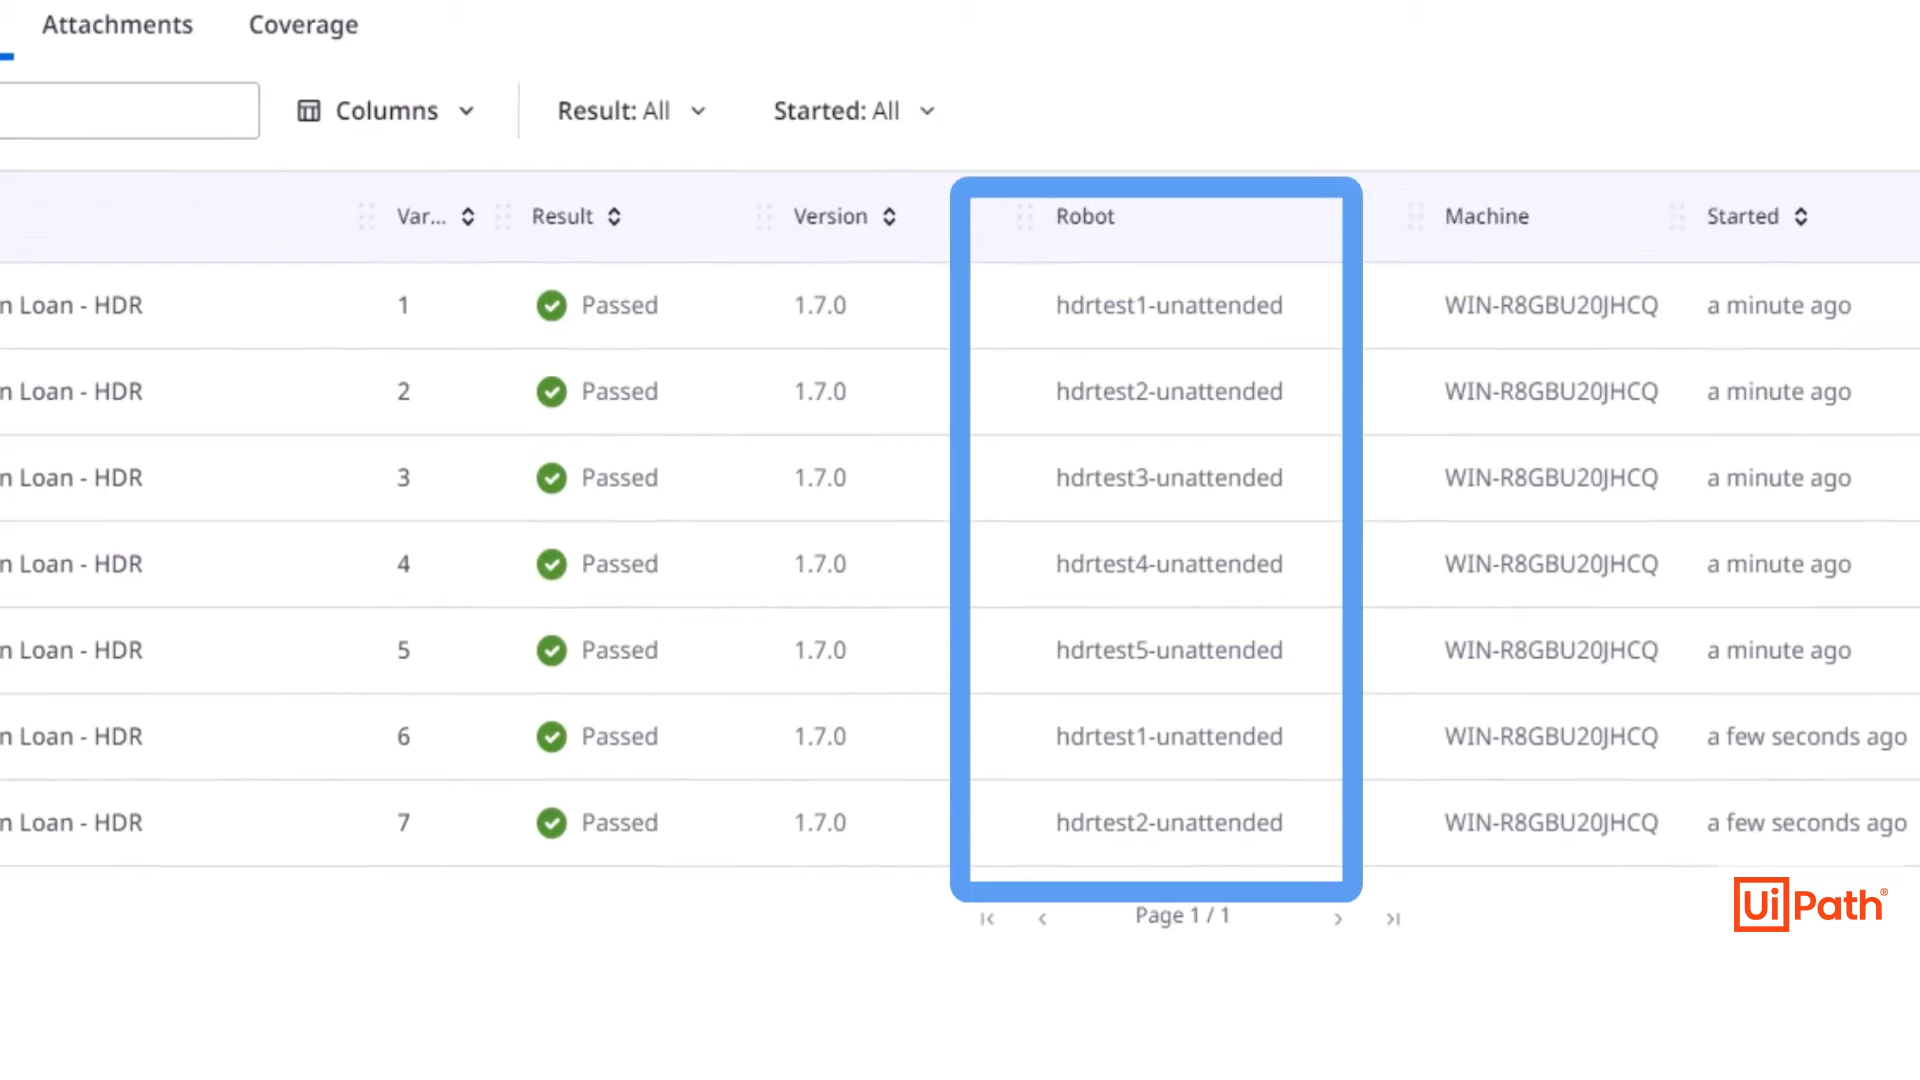 Attachments Coverage
Columns Result: All Started: All
Var... Result Version Robot Machine Started
n Loan - HDR 1 Passed 1.7.0 hdrtest1-unattended WIN-R8GBU20JHCQ a minute ago
n Loan - HDR 2 Passed 1.7.0 hdrtest2-unattended WIN-R8GBU20JHCQ a minute ago
n Loan - HDR 3 Passed 1.7.0 hdrtest3-unattended WIN-R8GBU20JHCQ a minute ago
n Loan - HDR 4 Passed 1.7.0 hdrtest4-unattended WIN-R8GBU20JHCQ a minute ago
n Loan - HDR 5 Passed 1.7.0 hdrtest5-unattended WIN-R8GBU20JHCQ a minute ago
n Loan - HDR 6 Passed 1.7.0 hdrtest1-unattended WIN-R8GBU20JHCQ a few seconds ago
n Loan - HDR 7 Passed 1.7.0 hdrtest2-unattended WIN-R8GBU20JHCQ a few seconds ago
Page 1 / 1
UiPath®